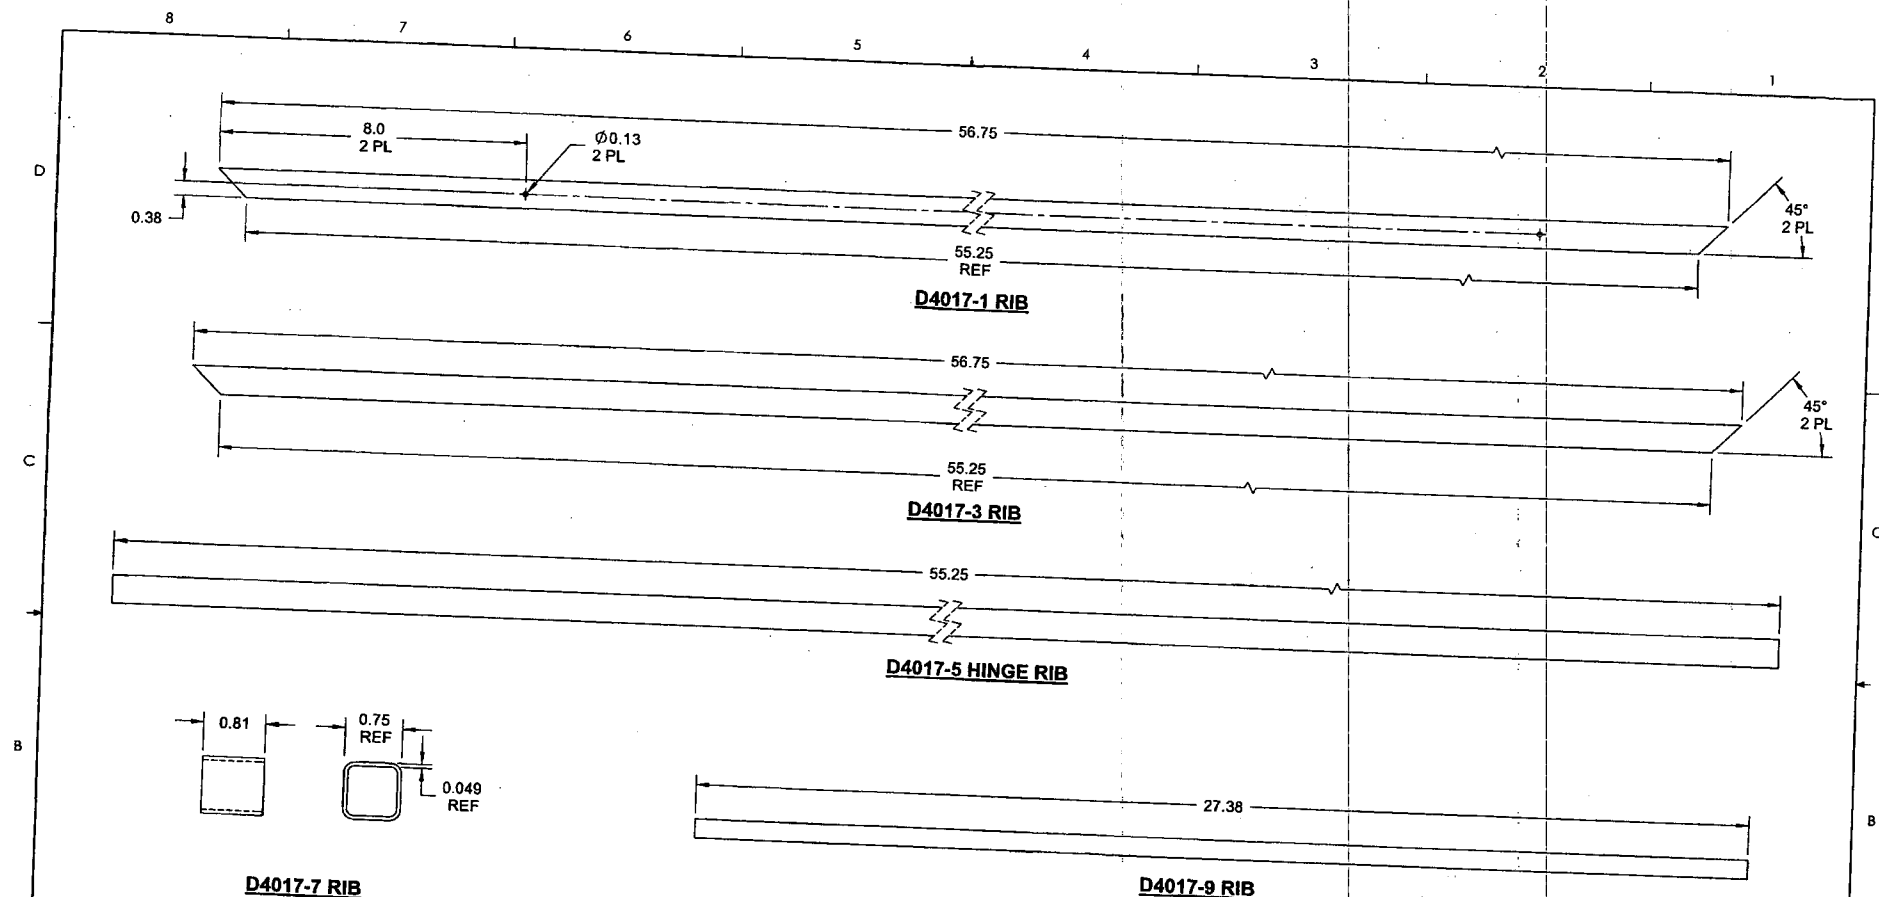 8 7 6 5 4 3 2 1
D
56.75
8.0
2 PL
Ø0.13
2 PL
0.38
45°
2 PL
55.25
REF
D4017-1 RIB
56.75
45°
2 PL
C
55.25
REF
D4017-3 RIB
C
55.25
D4017-5 HINGE RIB
B
0.81
0.75
REF
0.049
REF
27.38
B
D4017-7 RIB
D4017-9 RIB